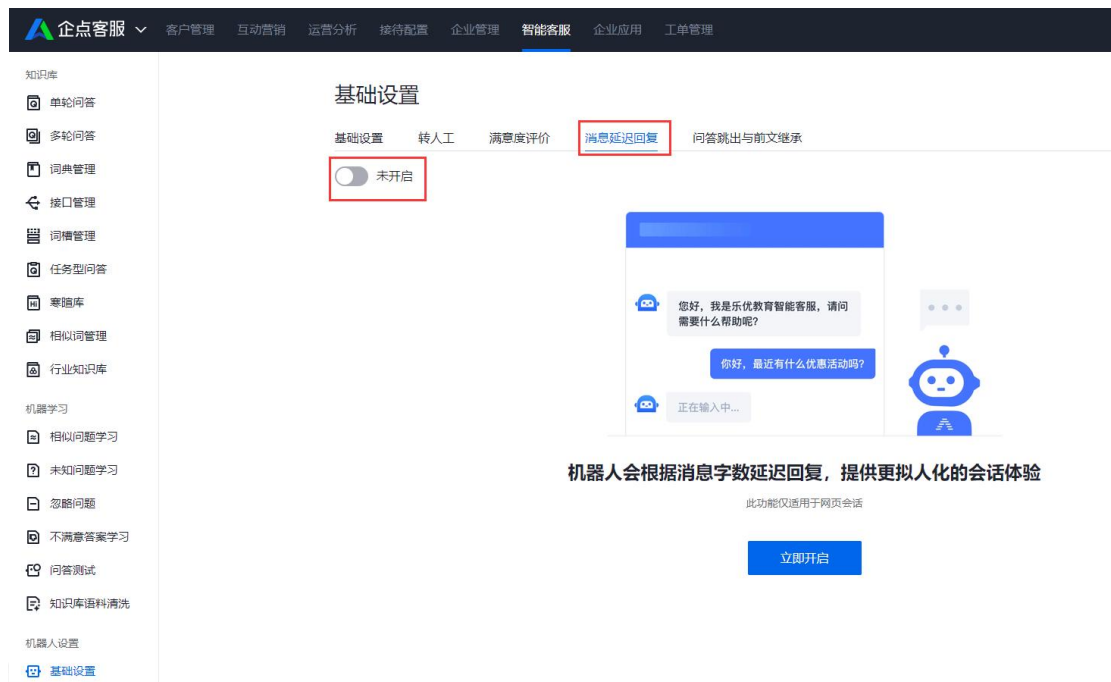 企点客服
客户管理 互动营销 运营分析 接待配置 企业管理 智能客服 企业应用 工单管理
知识库
单轮问答
多轮问答
词典管理
接口管理
词槽管理
任务型问答
寒暄库
相似词管理
行业知识库
机器学习
相似问题学习
未知问题学习
忽略问题
不满意答案学习
问答测试
知识库语料清洗
机器人设置
基础设置
基础设置
基础设置 转人工 满意度评价 消息延迟回复 问答跳出与前文继承
未开启
您好，我是乐优教育智能客服，请问
需要什么帮助呢？
你好，最近有什么优惠活动吗？
正在输入中...
机器人会根据消息字数延迟回复，提供更拟人化的会话体验
此功能仅适用于网页会话
立即开启